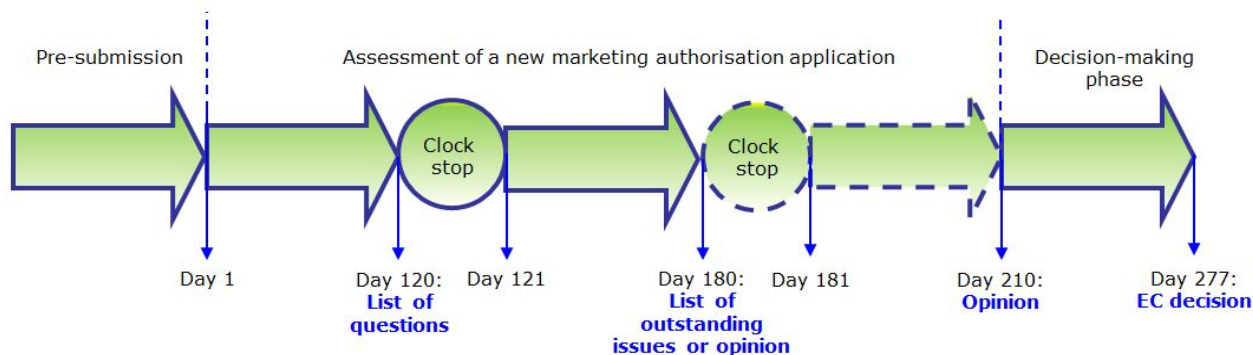 Pre-submission
Assessment of a new marketing authorisation application
Decision-making
phase
Clock
stop
Clock
stop
Day 1
Day 120:
List of
questions
Day 121
Day 180:
List of
outstanding
issues or opinion
Day 181
Day 210:
Opinion
Day 277:
EC decision